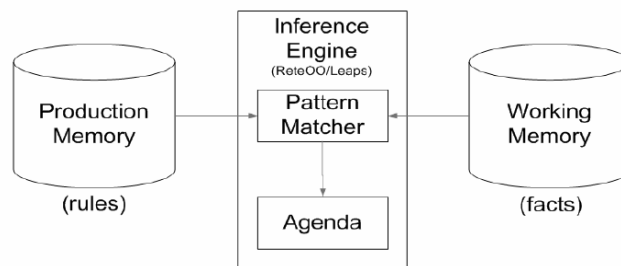 Inference
Engine
(ReteOO/Leaps)
Production
Memory
(rules)
Pattern
Matcher
Agenda
Working
Memory
(facts)